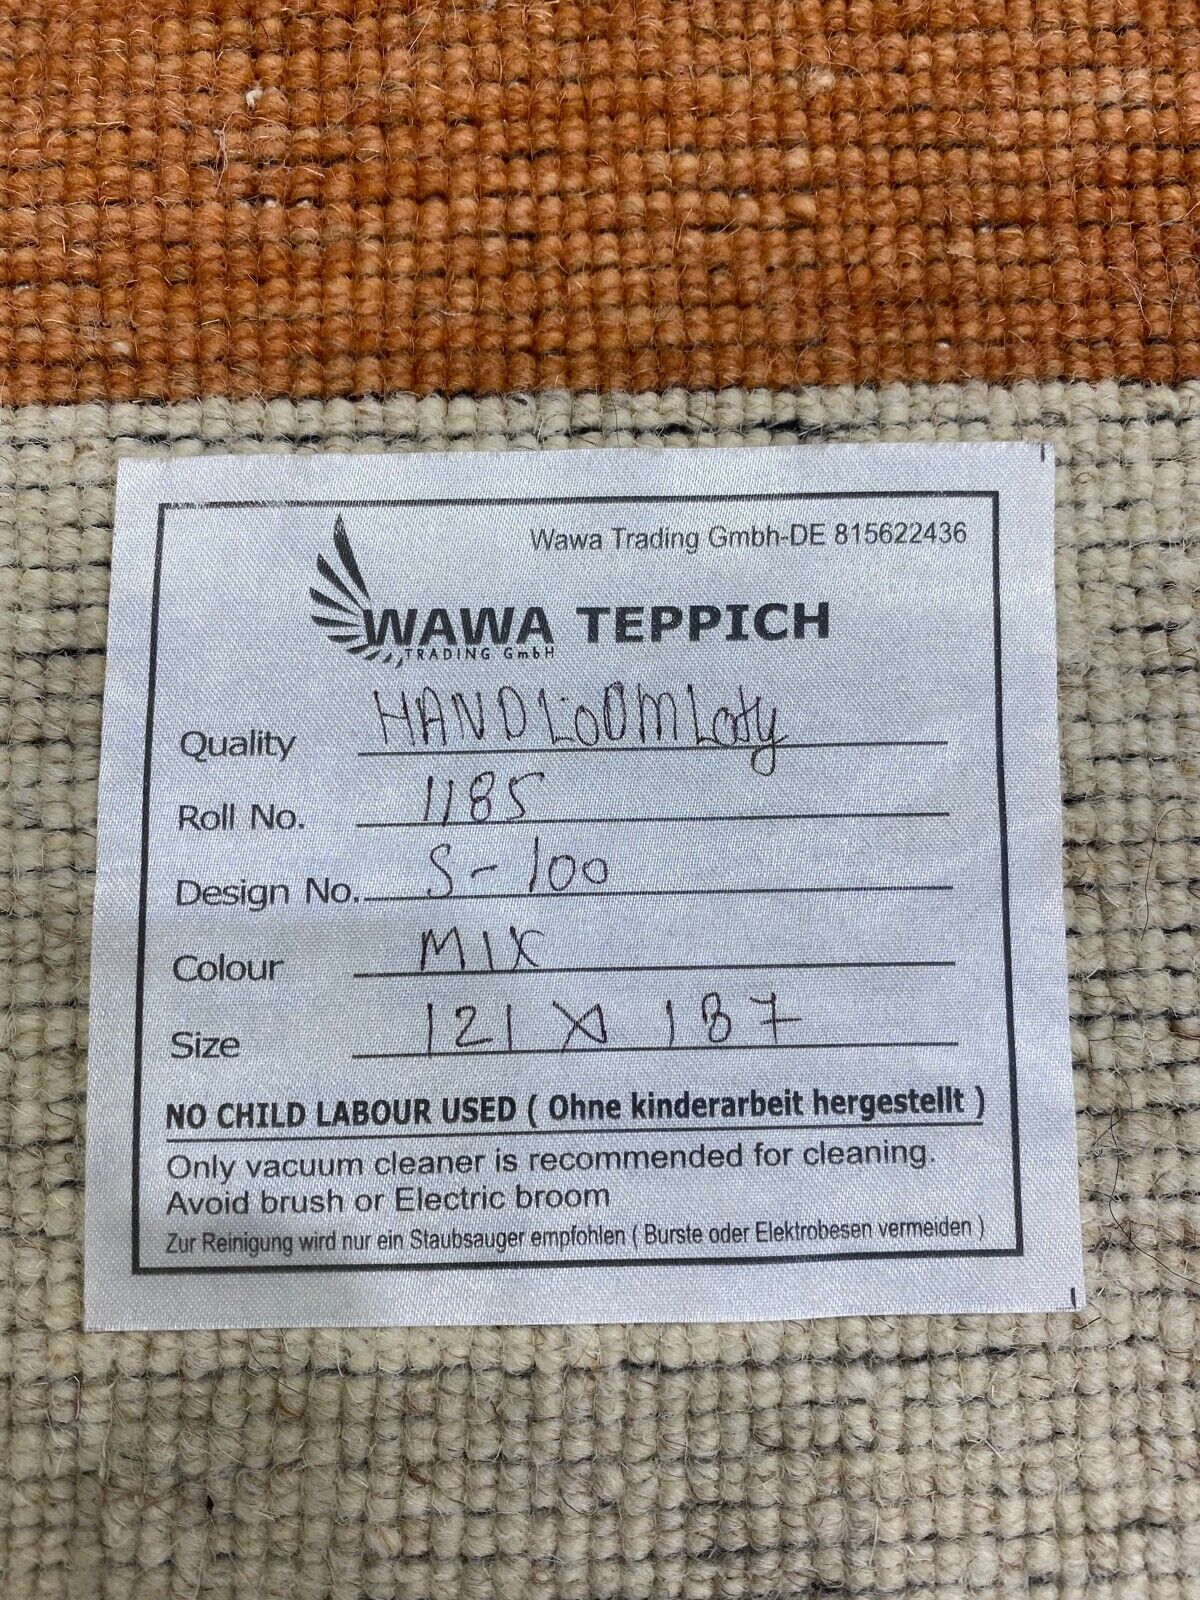 Wawa Trading Gmbh-DE 815622436
WAWA TEPPICH
TRADING GmbH
Quality HANDLOOM
Roll No. 1185
Design No. S-100
Colour MIX
Size 121 X 187
NO CHILD LABOUR USED ( Ohne kinderarbeit hergestellt )
Only vacuum cleaner is recommended for cleaning.
Avoid brush or Electric broom
Zur Reinigung wird nur ein Staubsauger empfohlen ( Burste oder Elektrobesen vermeiden )